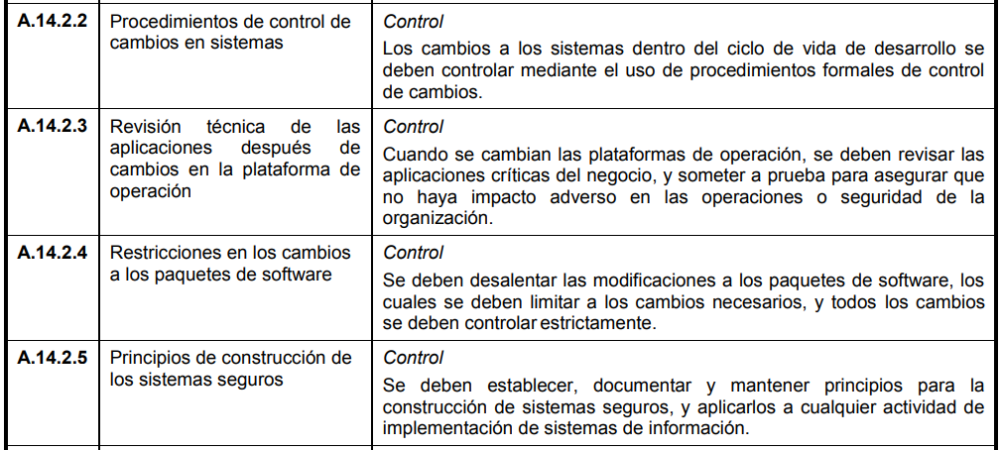 A.14.2.2
Procedimientos de control de
cambios en sistemas
Control
Los cambios a los sistemas dentro del ciclo de vida de desarrollo se
deben controlar mediante el uso de procedimientos formales de control
de cambios.
A.14.2.3
Revisión técnica de las
aplicaciones después de
cambios en la plataforma de
operación
Control
Cuando se cambian las plataformas de operación, se deben revisar las
aplicaciones críticas del negocio, y someter a prueba para asegurar que
no haya impacto adverso en las operaciones o seguridad de la
organización.
A.14.2.4
Restricciones en los cambios
a los paquetes de software
Control
Se deben desalentar las modificaciones a los paquetes de software, los
cuales se deben limitar a los cambios necesarios, y todos los cambios
se deben controlar estrictamente.
A.14.2.5
Principios de construcción de
los sistemas seguros
Control
Se deben establecer, documentar y mantener principios para la
construcción de sistemas seguros, y aplicarlos a cualquier actividad de
implementación de sistemas de información.